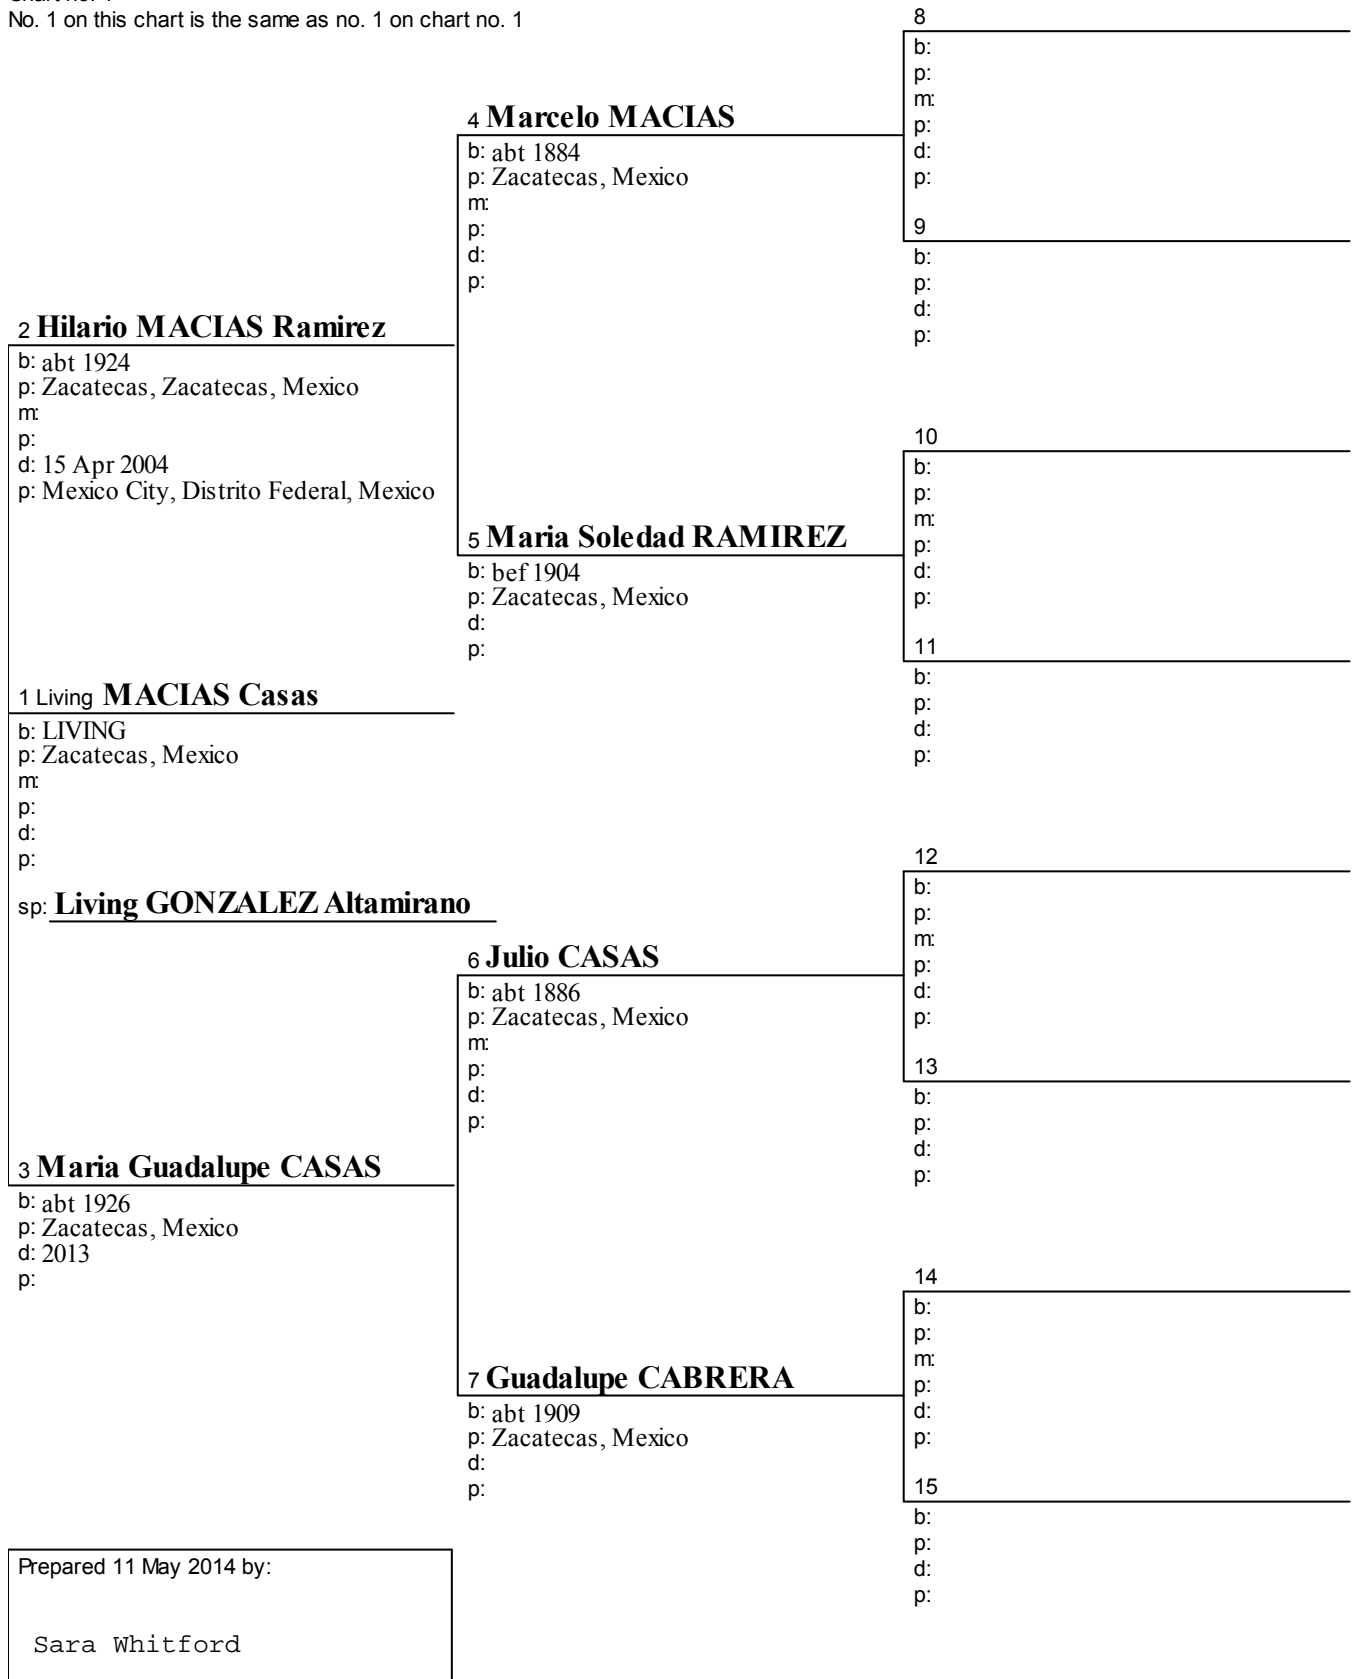 No. 1 on this chart is the same as no. 1 on chart no. 1
8
b:
p:
m:
p:
d:
p:
4 Marcelo MACIAS
b: abt 1884
p: Zacatecas, Mexico
m:
p:
d:
p:
9
b:
p:
d:
p:
2 Hilario MACIAS Ramirez
b: abt 1924
p: Zacatecas, Zacatecas, Mexico
m:
p:
d: 15 Apr 2004
p: Mexico City, Distrito Federal, Mexico
10
b:
p:
m:
p:
d:
p:
5 Maria Soledad RAMIREZ
b: bef 1904
p: Zacatecas, Mexico
d:
p:
11
b:
p:
d:
p:
1 Living MACIAS Casas
b: LIVING
p: Zacatecas, Mexico
m:
p:
d:
p:
sp: Living GONZALEZ Altamirano
12
b:
p:
m:
p:
d:
p:
6 Julio CASAS
b: abt 1886
p: Zacatecas, Mexico
m:
p:
d:
p:
13
b:
p:
d:
p:
3 Maria Guadalupe CASAS
b: abt 1926
p: Zacatecas, Mexico
d: 2013
p:
14
b:
p:
m:
p:
d:
p:
7 Guadalupe CABRERA
b: abt 1909
p: Zacatecas, Mexico
d:
p:
15
b:
p:
d:
p:
Prepared 11 May 2014 by:
Sara Whitford